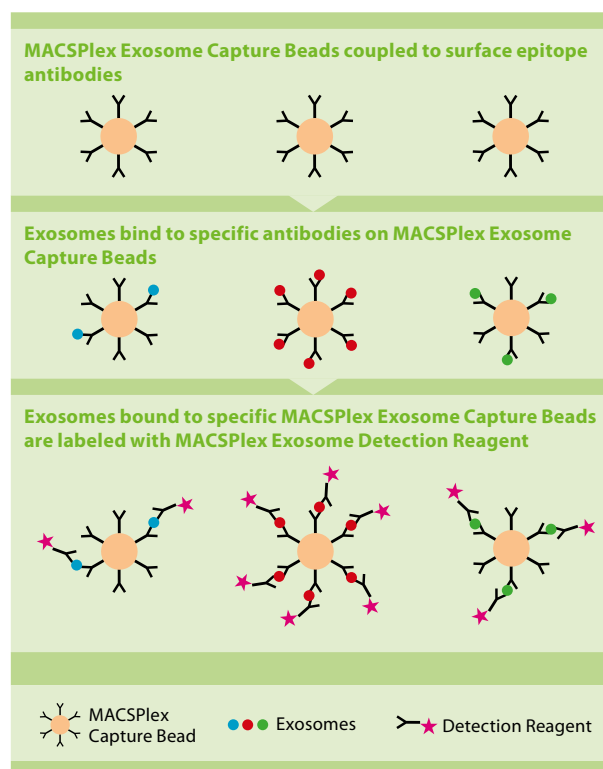 MACSPlex Exosome Capture Beads coupled to surface epitope
antibodies
Exosomes bind to specific antibodies on MACSPlex Exosome
Capture Beads
Exosomes bound to specific MACSPlex Exosome Capture Beads
are labeled with MACSPlex Exosome Detection Reagent
MACSPlex
Capture Bead
Exosomes
Detection Reagent